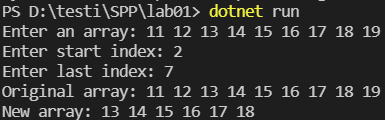 PS D:\testi\SPP\lab01> dotnet run
Enter an array: 11 12 13 14 15 16 17 18 19
Enter start index: 2
Enter last index: 7
Original array: 11 12 13 14 15 16 17 18 19
New array: 13 14 15 16 17 18